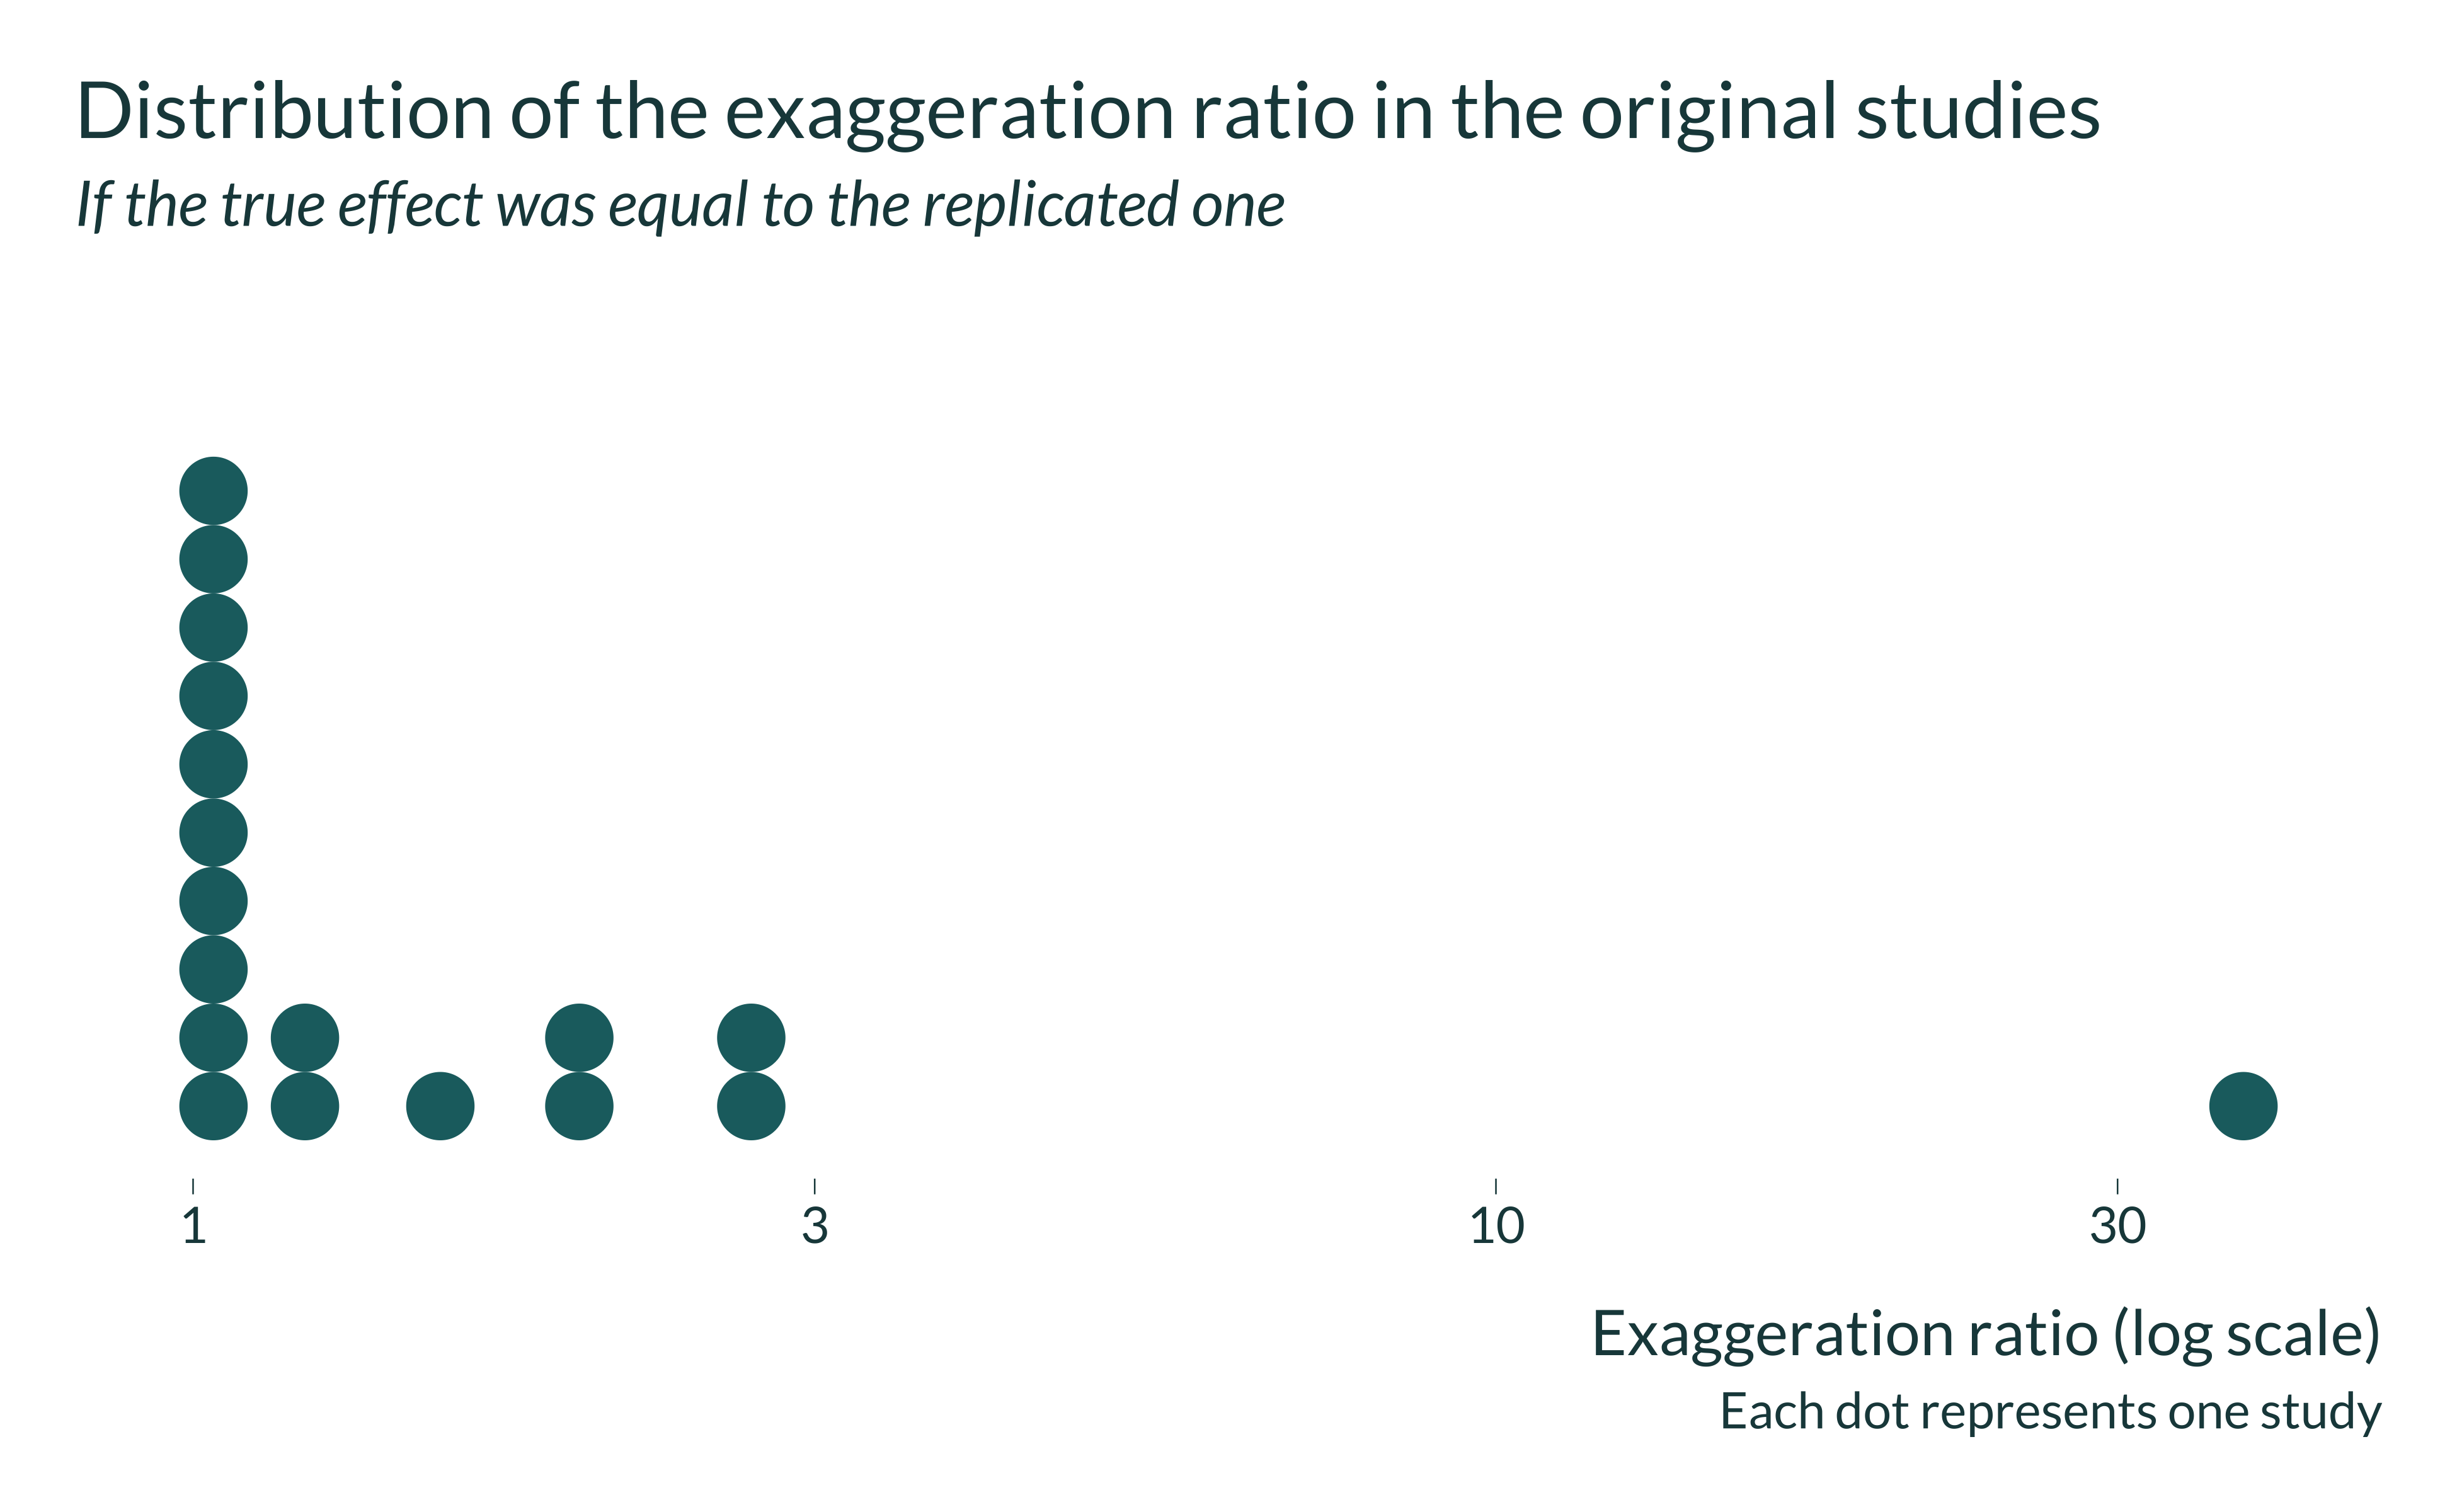 Distribution of the exaggeration ratio in the original studies
If the true effect was equal to the replicated one
1 3 10 30
Exaggeration ratio (log scale)
Each dot represents one study